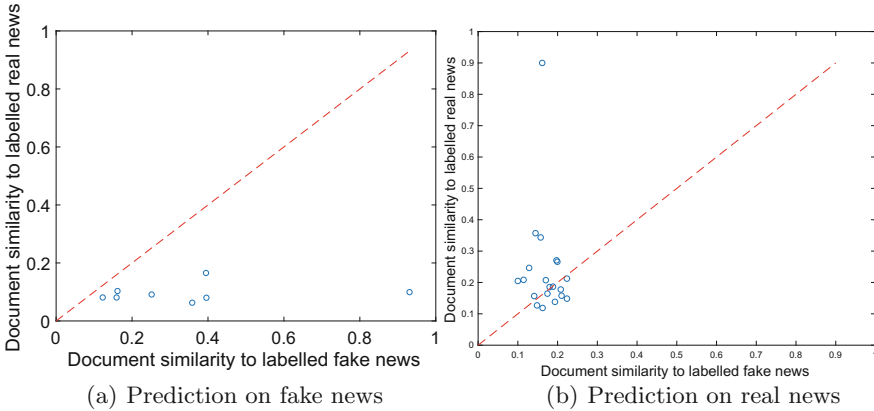 Document similarity to labelled real news
1
0.8
0.6
0.4
0.2
0
0 0.2 0.4 0.6 0.8 1
Document similarity to labelled fake news
(a) Prediction on fake news
Document similarity to labelled real news
1
0.9
0.8
0.7
0.6
0.5
0.4
0.3
0.2
0.1
0
0 0.1 0.2 0.3 0.4 0.5 0.6 0.7 0.8 0.9 1
Document similarity to labelled fake news
(b) Prediction on real news